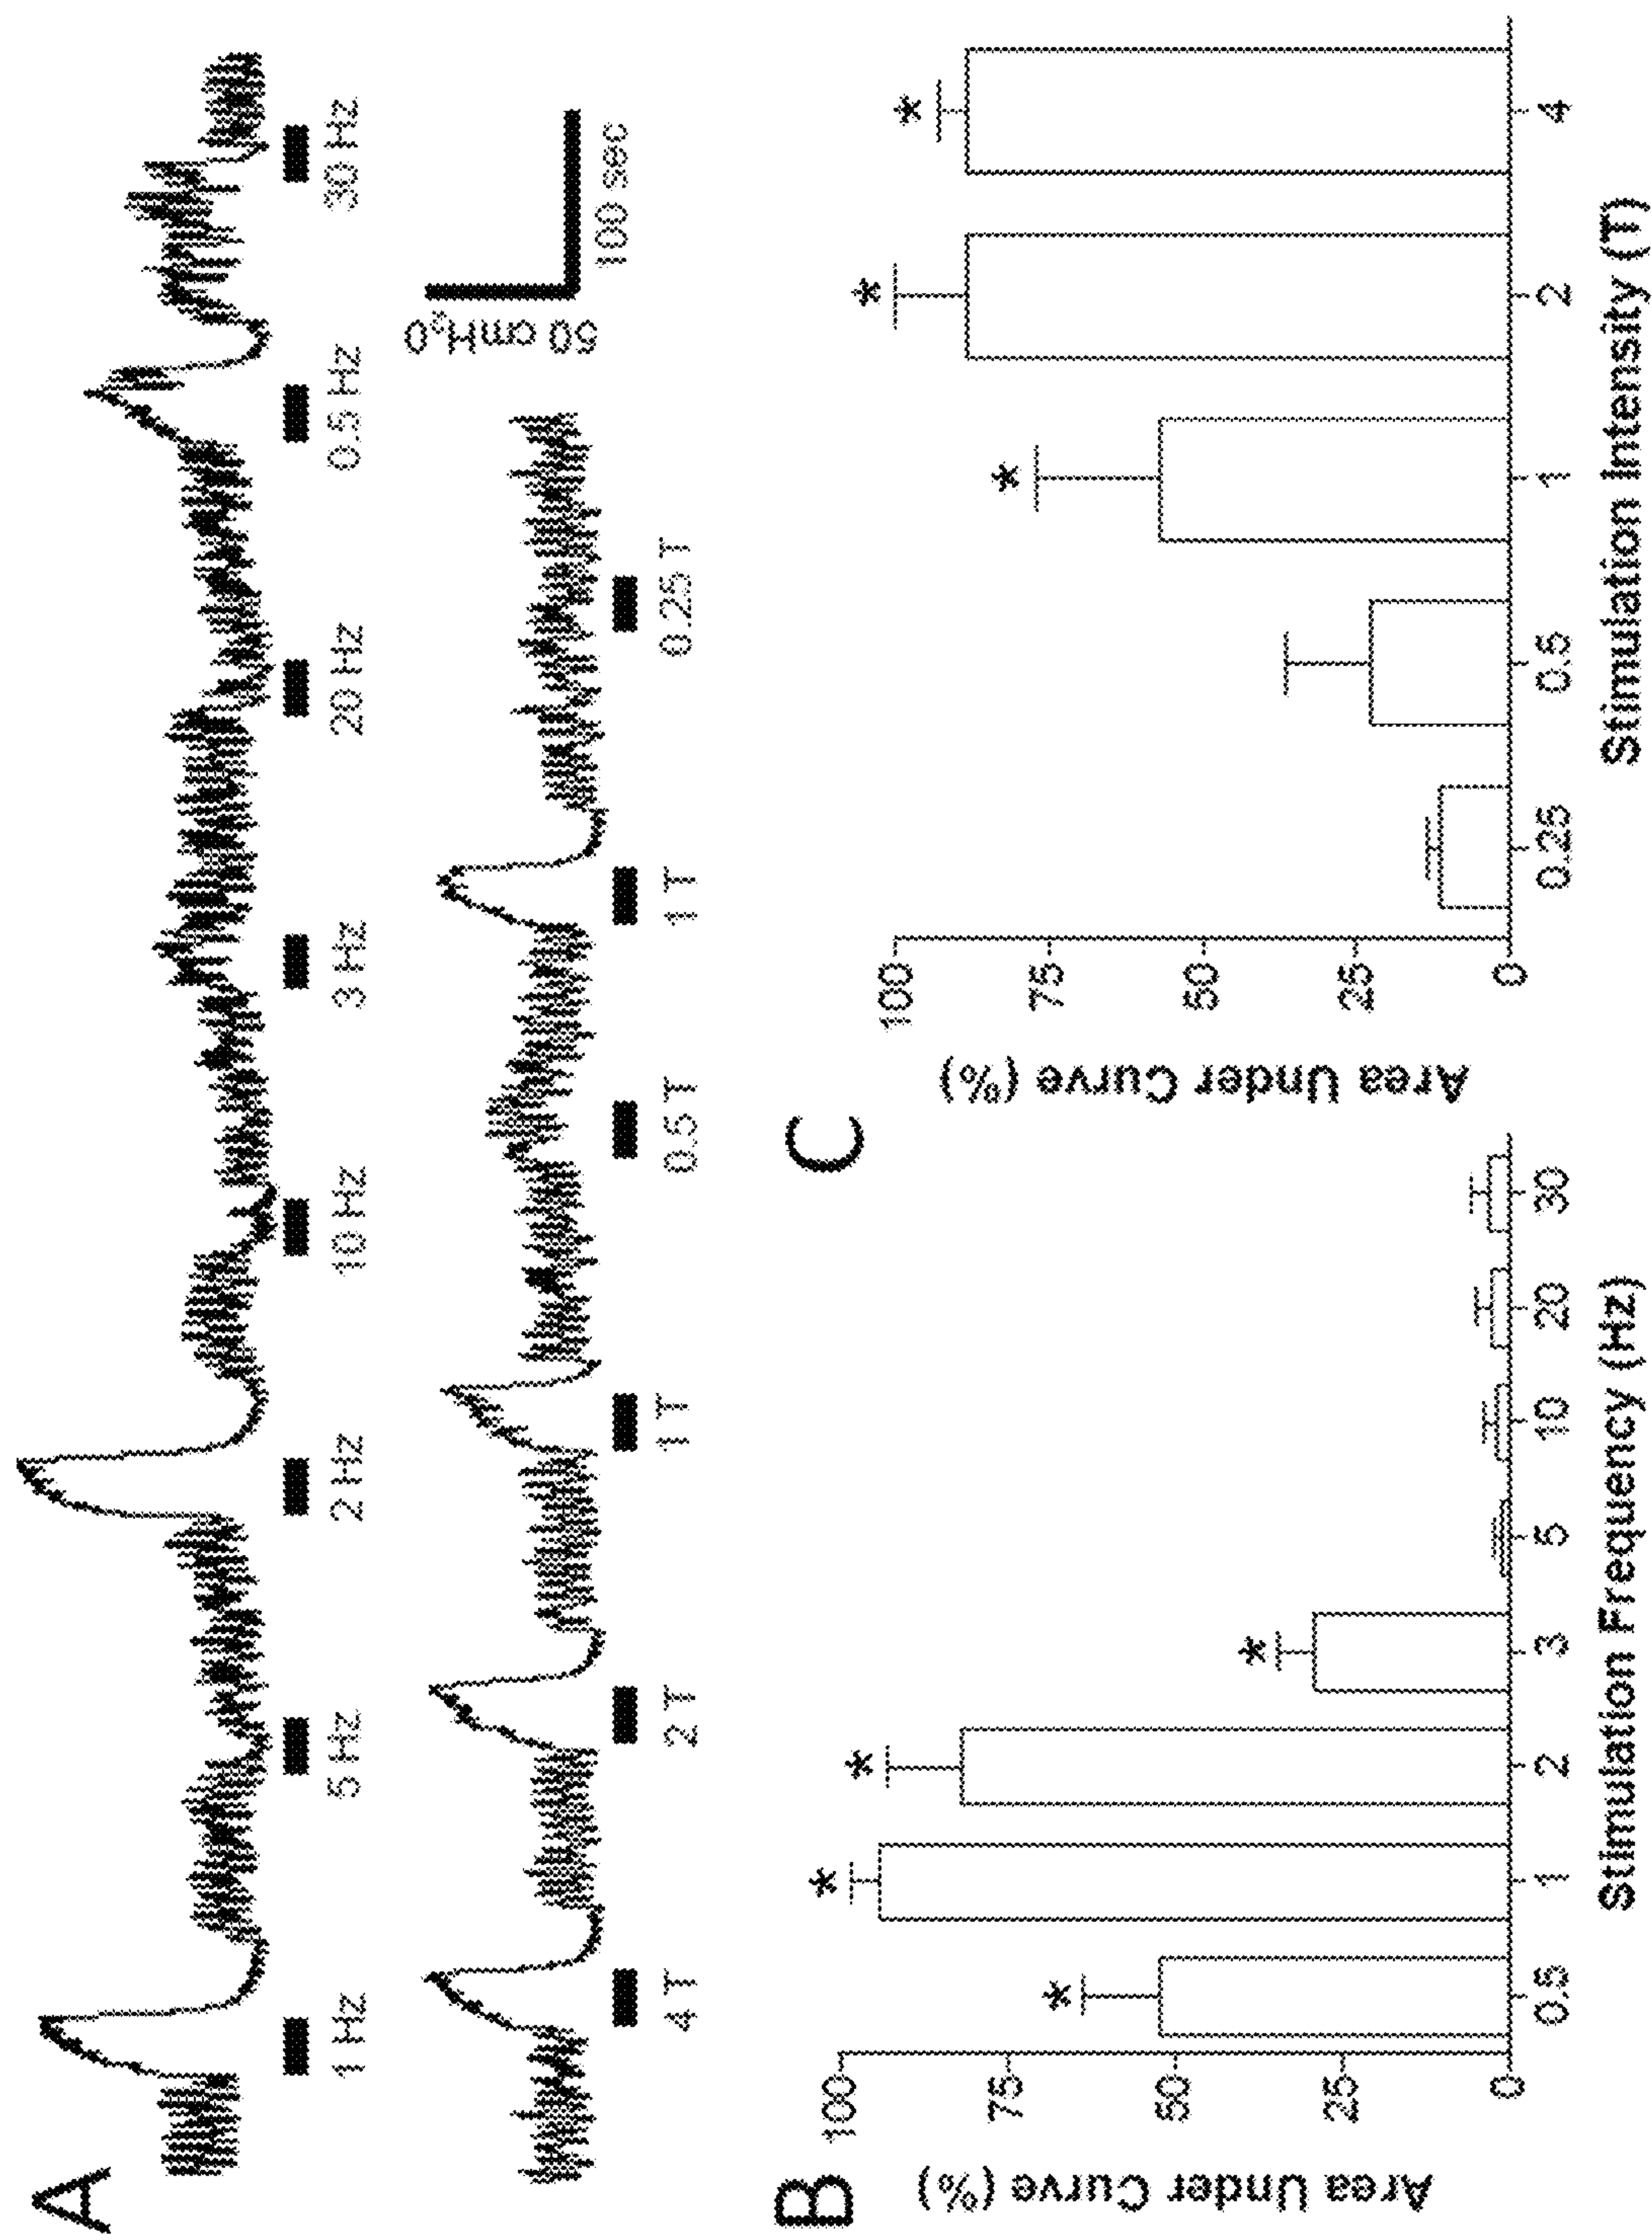 A
1 Hz 5 Hz 2 Hz 10 Hz 3 Hz 20 Hz 0.5 Hz 30 Hz
4 T 2 T 1 T 0.5 T 1 T 0.25 T
50 cmH₂O
100 sec
B
Area Under Curve (%)
100
75
50
25
0
* * * *
0.5 1 2 3 5 10 20 30
Stimulation Frequency (Hz)
C
Area Under Curve (%)
100
75
50
25
0
* * *
0.25 0.5 1 2 4
Stimulation Intensity (T)